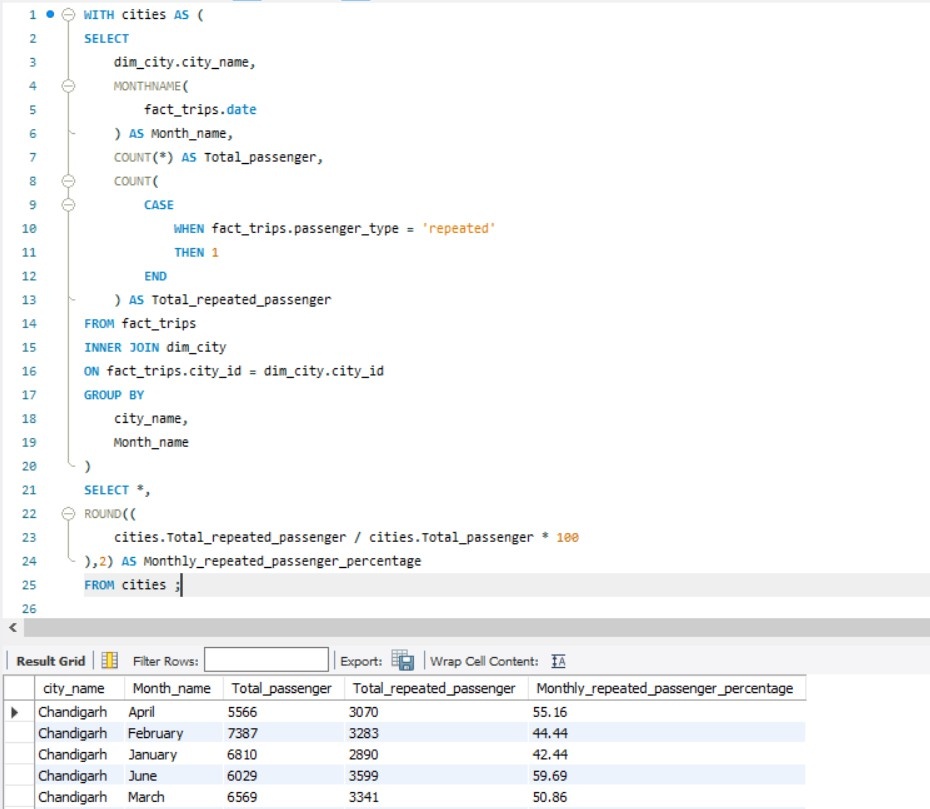 1 WITH cities AS (
2 SELECT
3 dim_city.city_name,
4 MONTHNAME(
5 fact_trips.date
6 ) AS Month_name,
7 COUNT(*) AS Total_passenger,
8 COUNT(
9 CASE
10 WHEN fact_trips.passenger_type = 'repeated'
11 THEN 1
12 END
13 ) AS Total_repeated_passenger
14 FROM fact_trips
15 INNER JOIN dim_city
16 ON fact_trips.city_id = dim_city.city_id
17 GROUP BY
18 city_name,
19 Month_name
20 )
21 SELECT *,
22 ROUND((
23 cities.Total_repeated_passenger / cities.Total_passenger * 100
24 ),2) AS Monthly_repeated_passenger_percentage
25 FROM cities ;
26
Result Grid Filter Rows: Export: Wrap Cell Content: IA
city_name Month_name Total_passenger Total_repeated_passenger Monthly_repeated_passenger_percentage
Chandigarh April 5566 3070 55.16
Chandigarh February 7387 3283 44.44
Chandigarh January 6810 2890 42.44
Chandigarh June 6029 3599 59.69
Chandigarh March 6569 3341 50.86